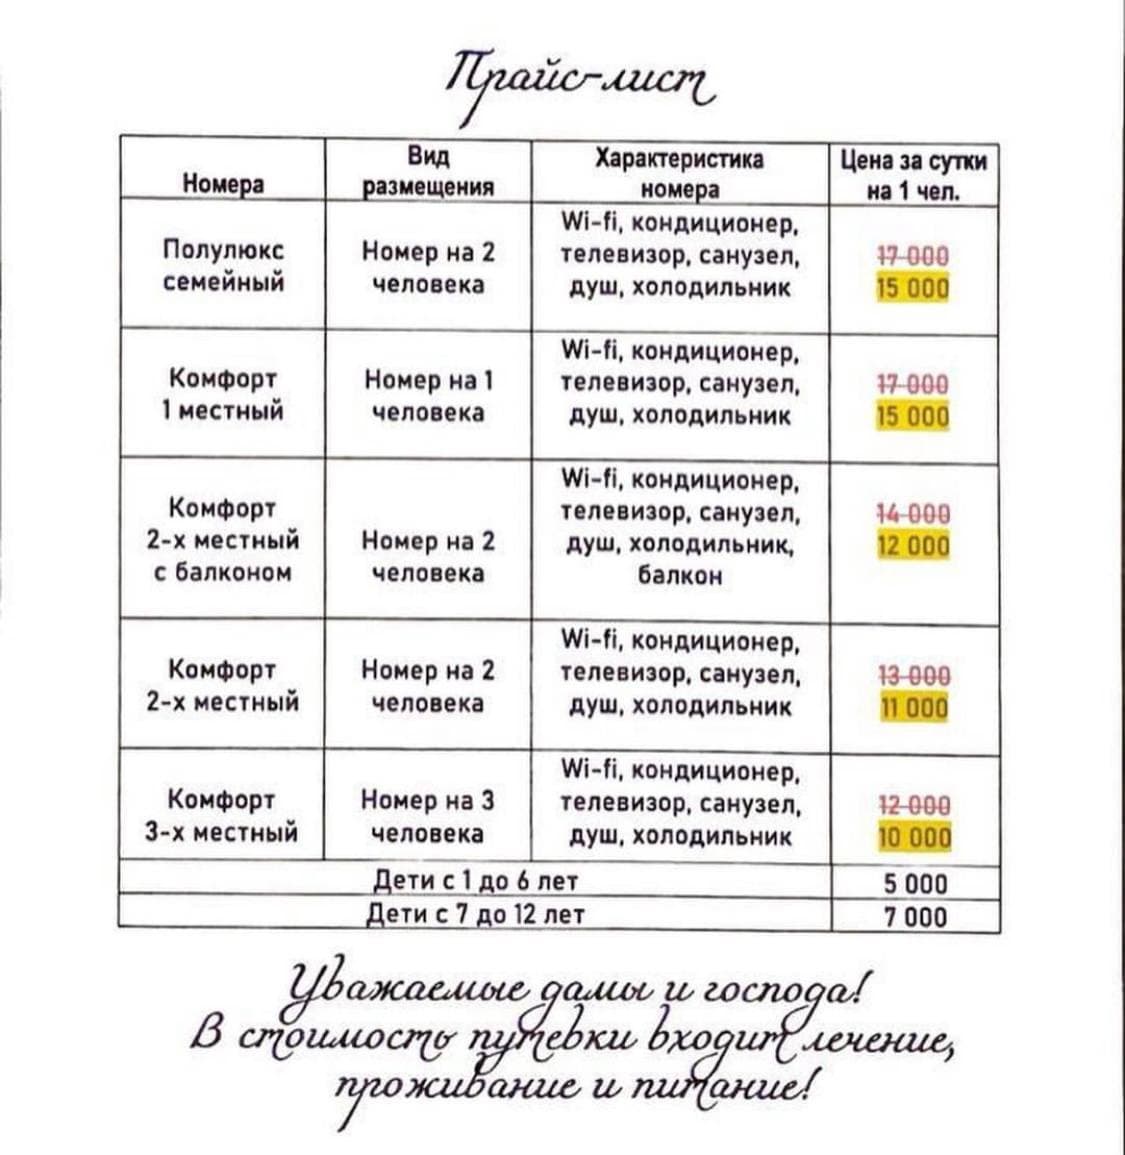 Прайс-лист
Номера
Вид
размещения
Характеристика
номера
Цена за сутки
на 1 чел.
Полулюкс
семейный
Номер на 2
человека
Wi-fi, кондиционер,
телевизор, санузел,
душ, холодильник
17 000
15 000
Комфорт
1 местный
Номер на 1
человека
Wi-fi, кондиционер,
телевизор, санузел,
душ, холодильник
17 000
15 000
Комфорт
2-х местный
с балконом
Номер на 2
человека
Wi-fi, кондиционер,
телевизор, санузел,
душ, холодильник,
балкон
14 000
12 000
Комфорт
2-х местный
Номер на 2
человека
Wi-fi, кондиционер,
телевизор, санузел,
душ, холодильник
13 000
11 000
Комфорт
3-х местный
Номер на 3
человека
Wi-fi, кондиционер,
телевизор, санузел,
душ, холодильник
12 000
10 000
Дети с 1 до 6 лет
5 000
Дети с 7 до 12 лет
7 000
Уважаемые дамы и господа!
В стоимость путевки входит лечение,
проживание и питание!